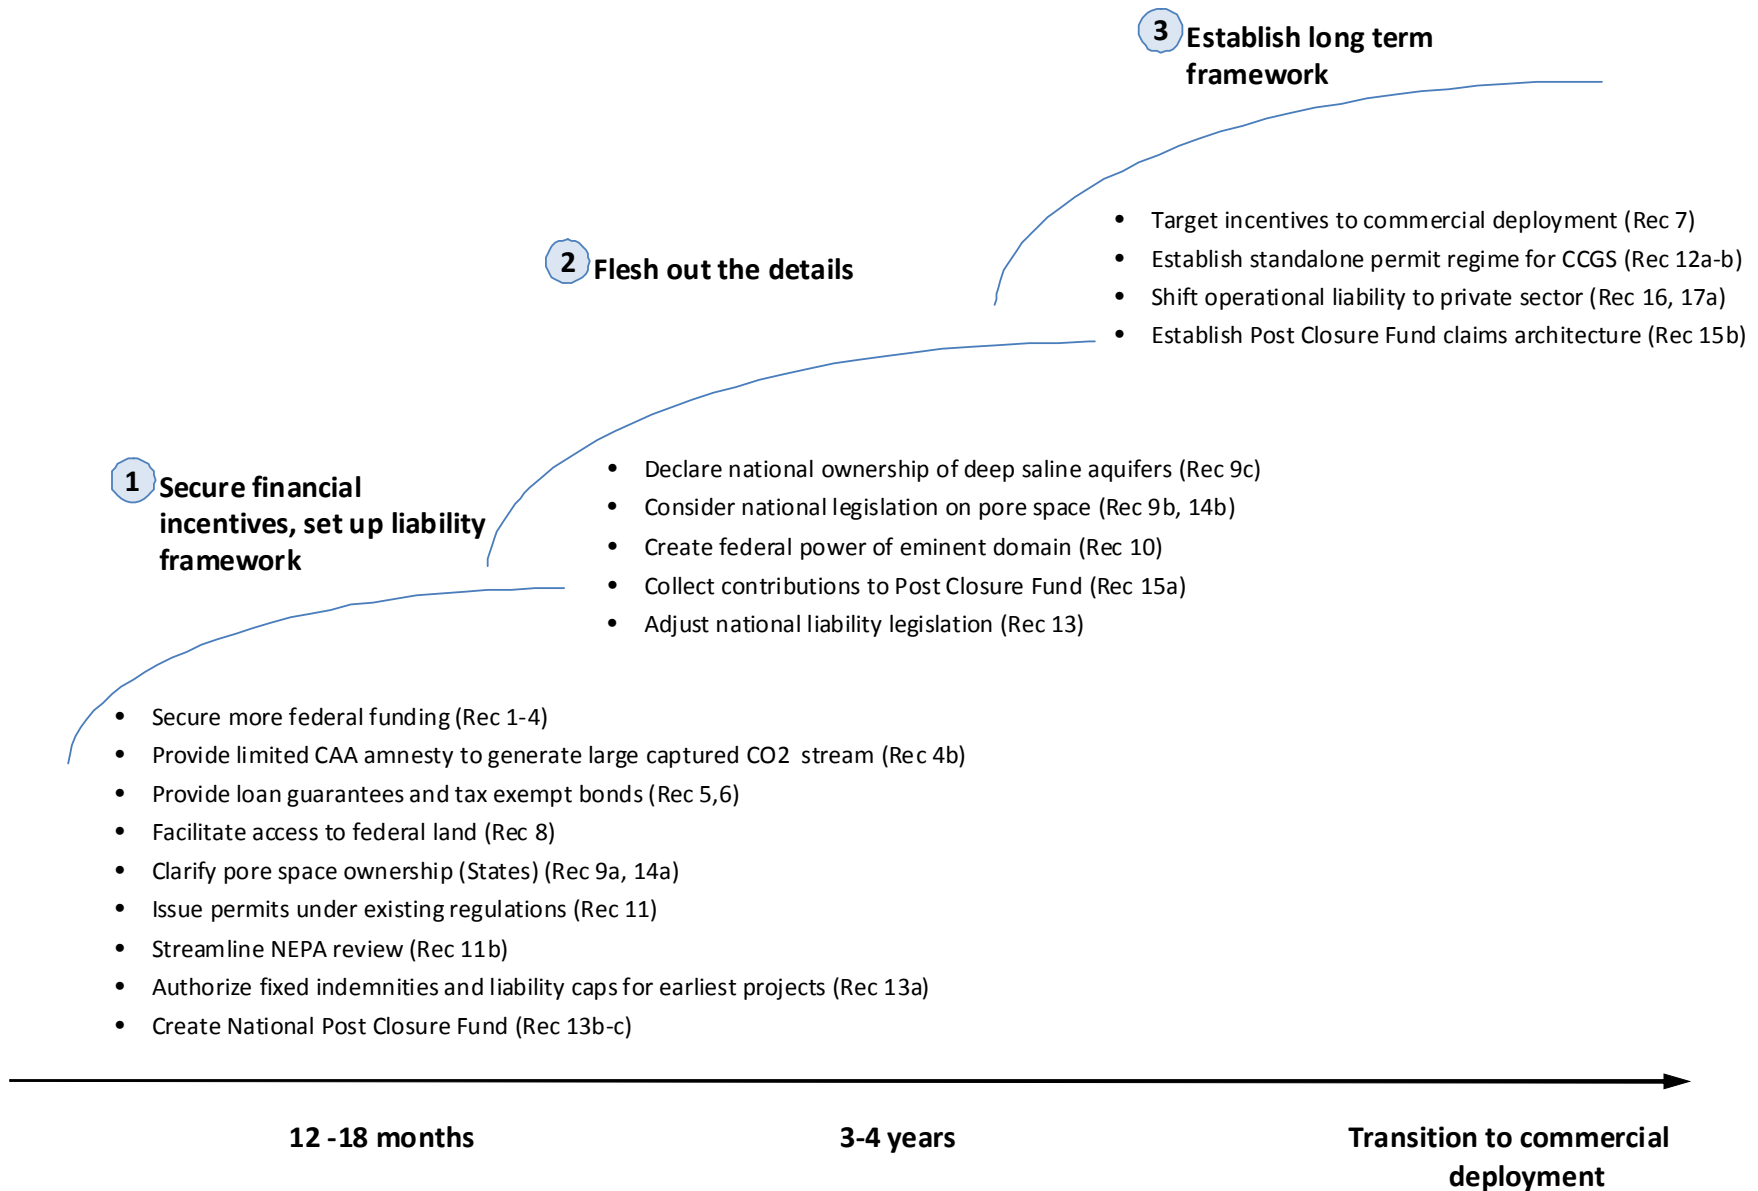 3 Establish long term
framework
• Target incentives to commercial deployment (Rec 7)
• Establish standalone permit regime for CCGS (Rec 12a-b)
• Shift operational liability to private sector (Rec 16, 17a)
• Establish Post Closure Fund claims architecture (Rec 15b)
2 Flesh out the details
• Declare national ownership of deep saline aquifers (Rec 9c)
• Consider national legislation on pore space (Rec 9b, 14b)
• Create federal power of eminent domain (Rec 10)
• Collect contributions to Post Closure Fund (Rec 15a)
• Adjust national liability legislation (Rec 13)
1 Secure financial
incentives, set up liability
framework
• Secure more federal funding (Rec 1-4)
• Provide limited CAA amnesty to generate large captured CO2 stream (Rec 4b)
• Provide loan guarantees and tax exempt bonds (Rec 5,6)
• Facilitate access to federal land (Rec 8)
• Clarify pore space ownership (States) (Rec 9a, 14a)
• Issue permits under existing regulations (Rec 11)
• Streamline NEPA review (Rec 11b)
• Authorize fixed indemnities and liability caps for earliest projects (Rec 13a)
• Create National Post Closure Fund (Rec 13b-c)
12 -18 months
3-4 years
Transition to commercial
deployment